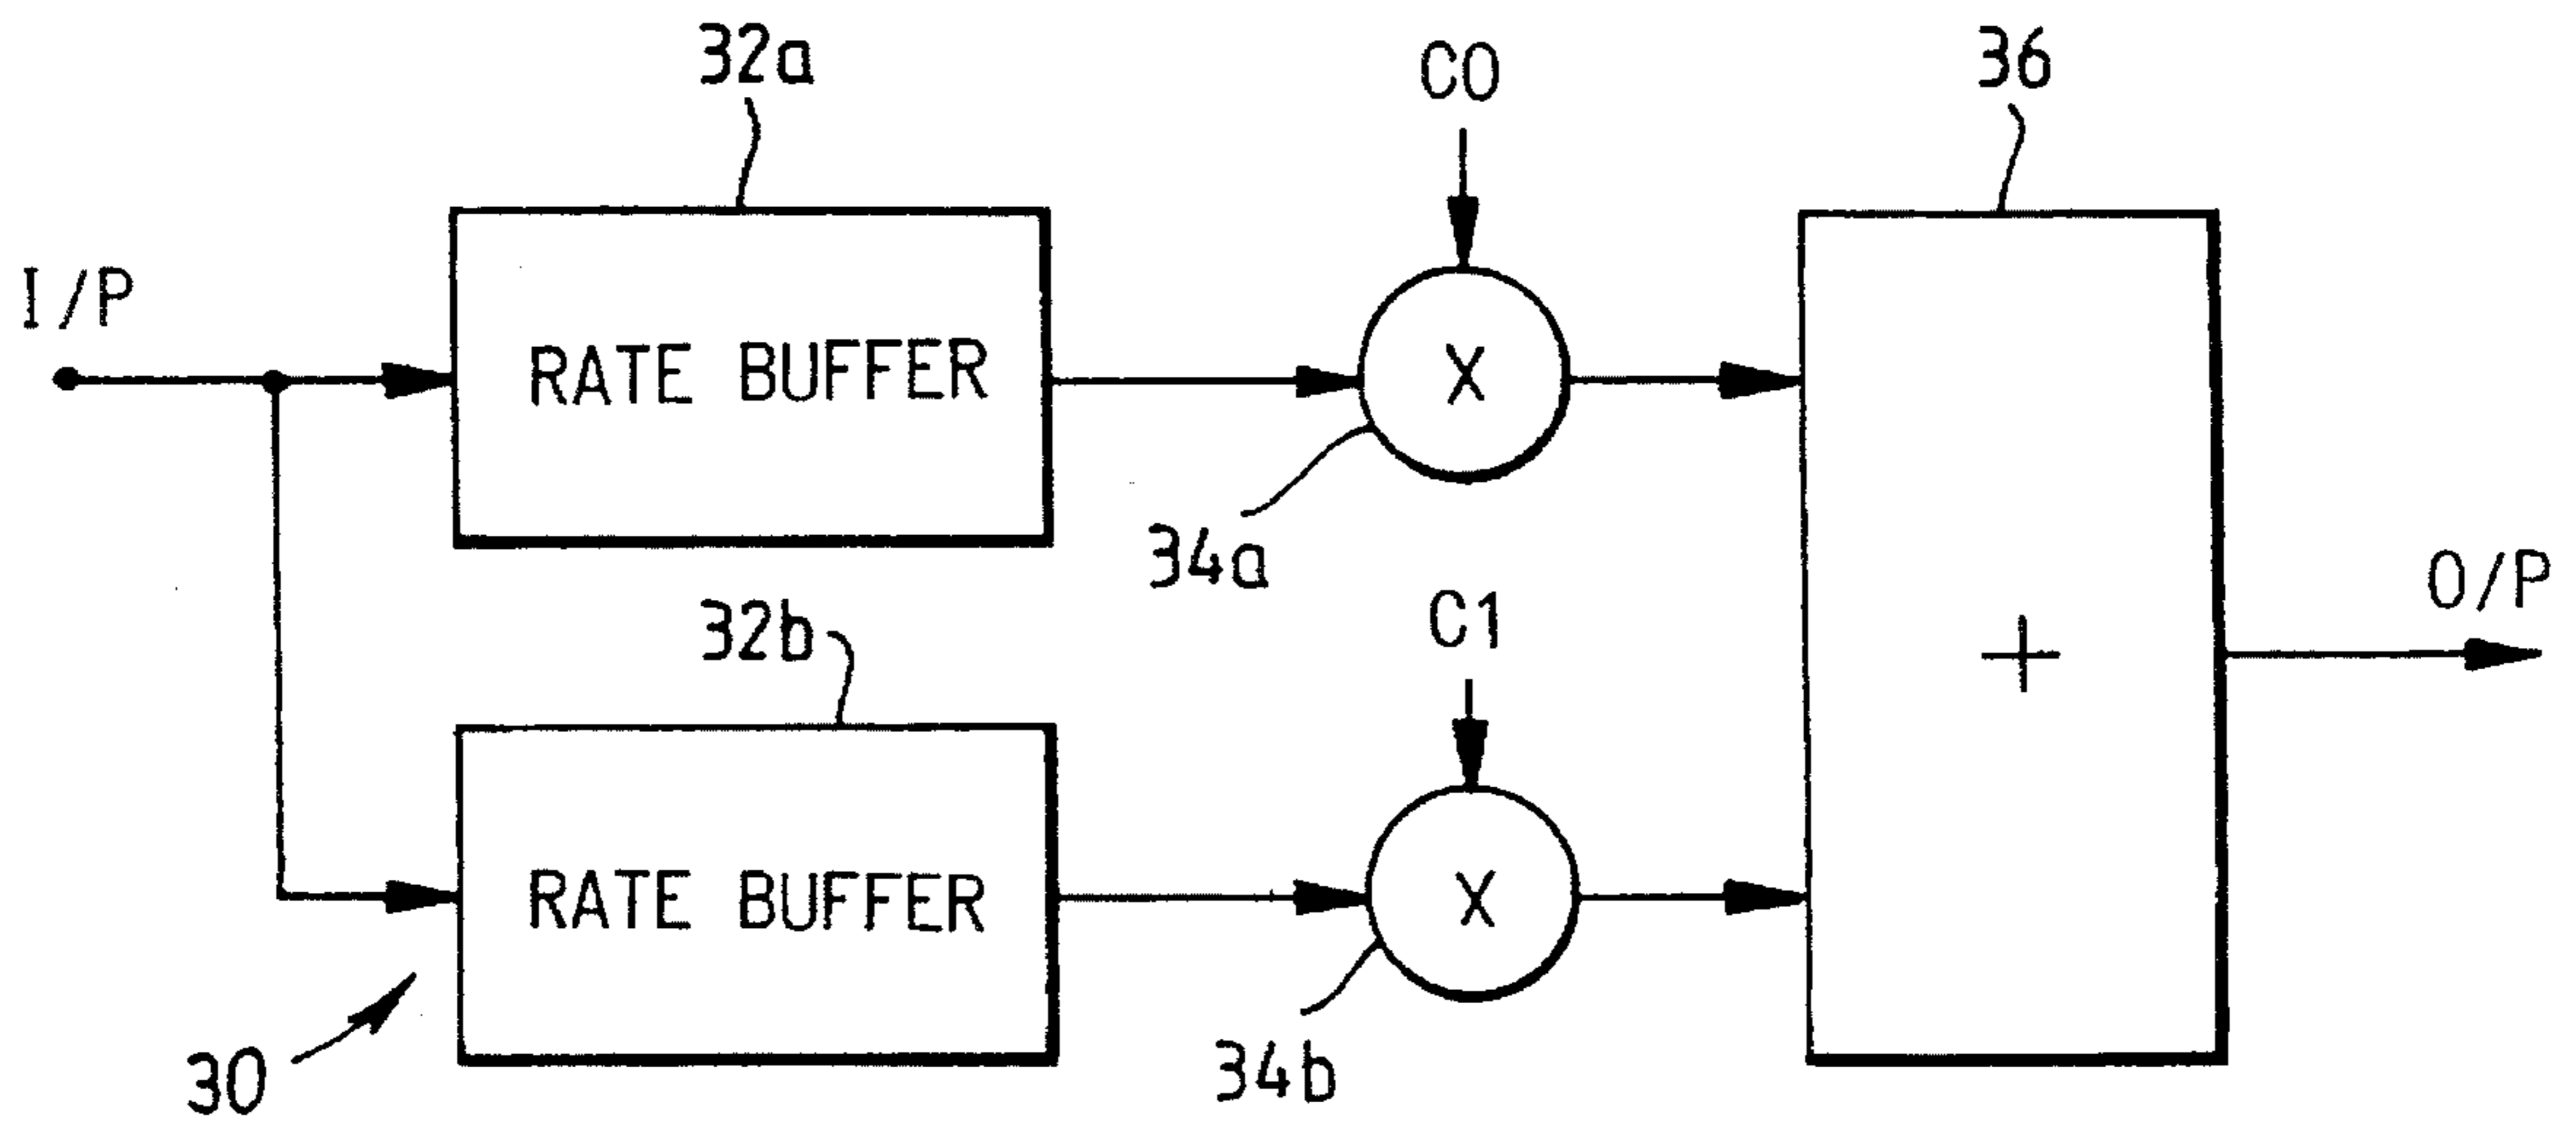 32a
C0
36
I/P
RATE BUFFER
X
34a
32b
C1
O/P
+
RATE BUFFER
X
30
34b